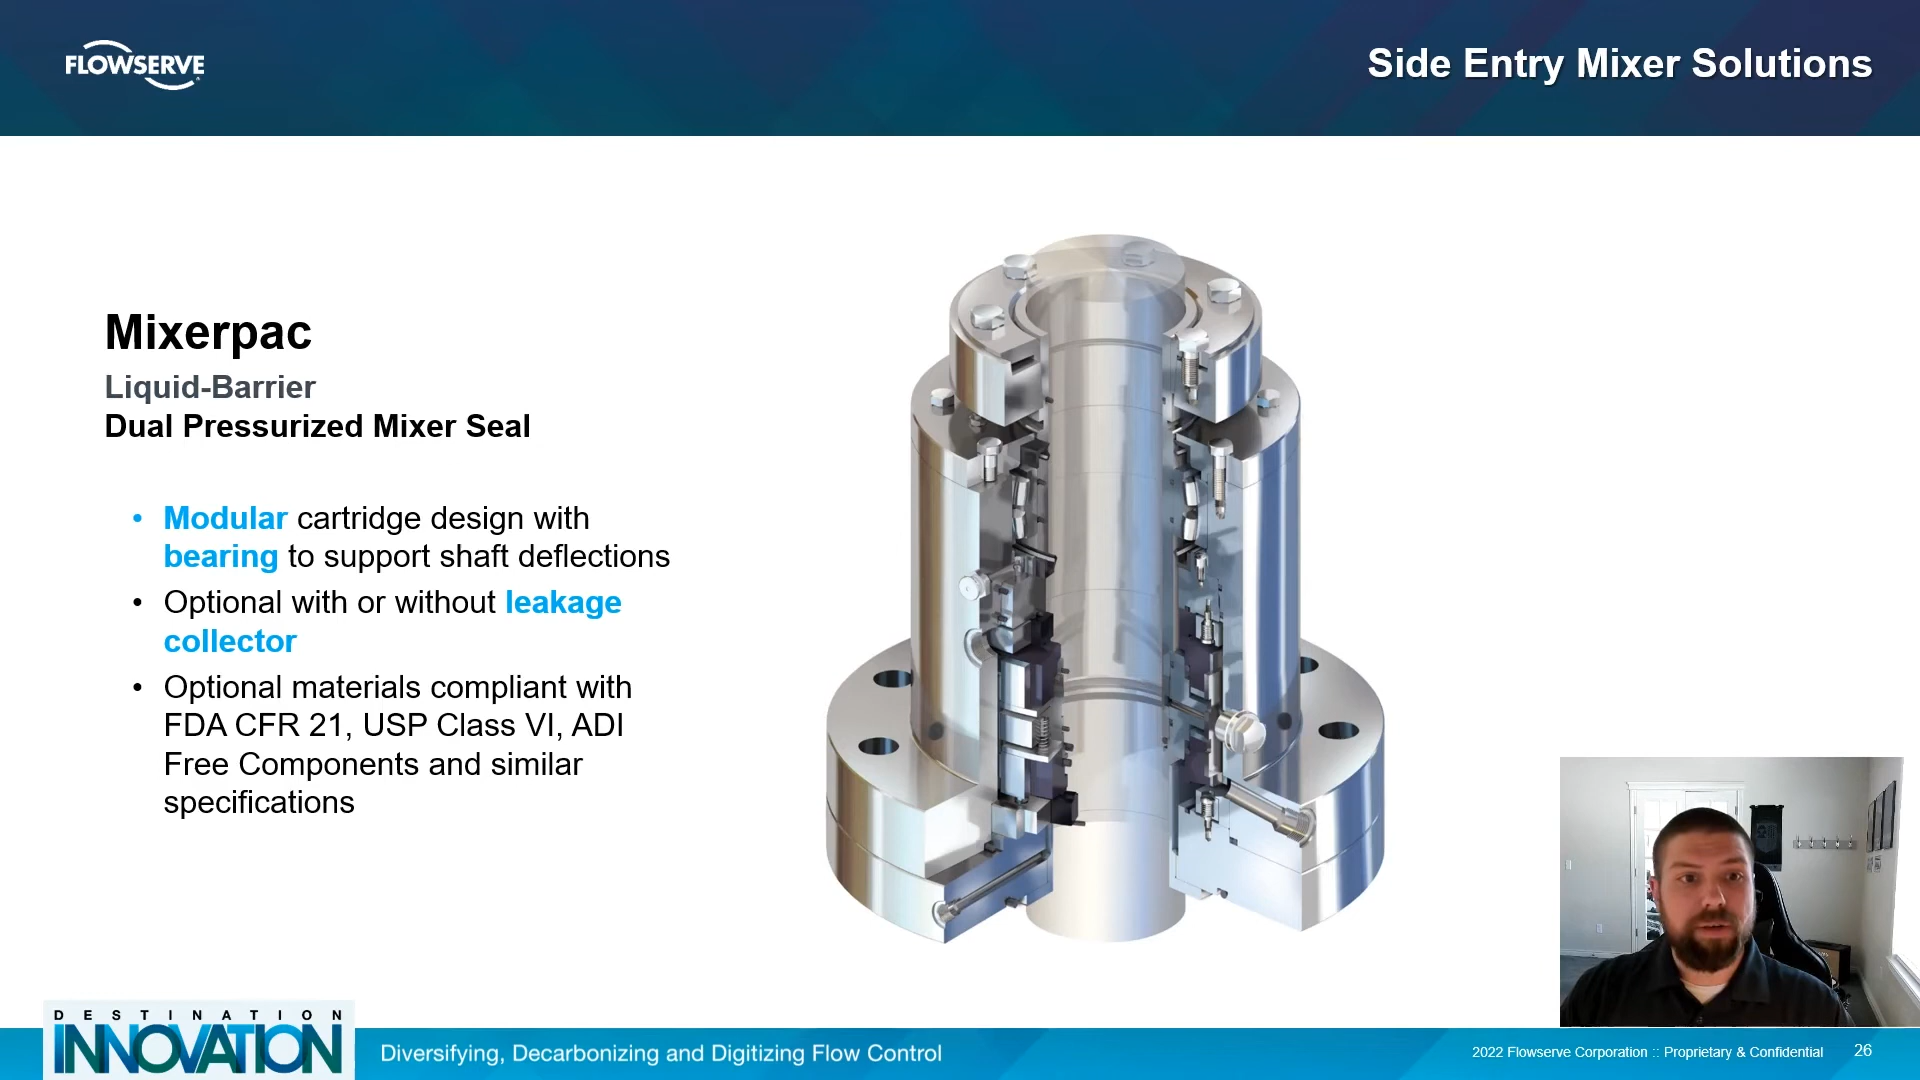 FLOWSERVE
Side Entry Mixer Solutions
Mixerpac
Liquid-Barrier
Dual Pressurized Mixer Seal
• Modular cartridge design with
bearing to support shaft deflections
• Optional with or without leakage
collector
• Optional materials compliant with
FDA CFR 21, USP Class VI, ADI
Free Components and similar
specifications
DESTINATION
INNOVATION
Diversifying, Decarbonizing and Digitizing Flow Control
2022 Flowserve Corporation :: Proprietary & Confidential 26